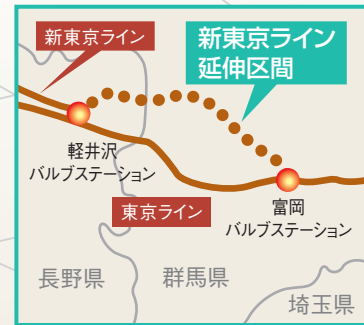 新東京ライン
新東京ライン
延伸区間
軽井沢
バルブステーション
東京ライン
富岡
バルブステーション
長野県
群馬県
埼玉県